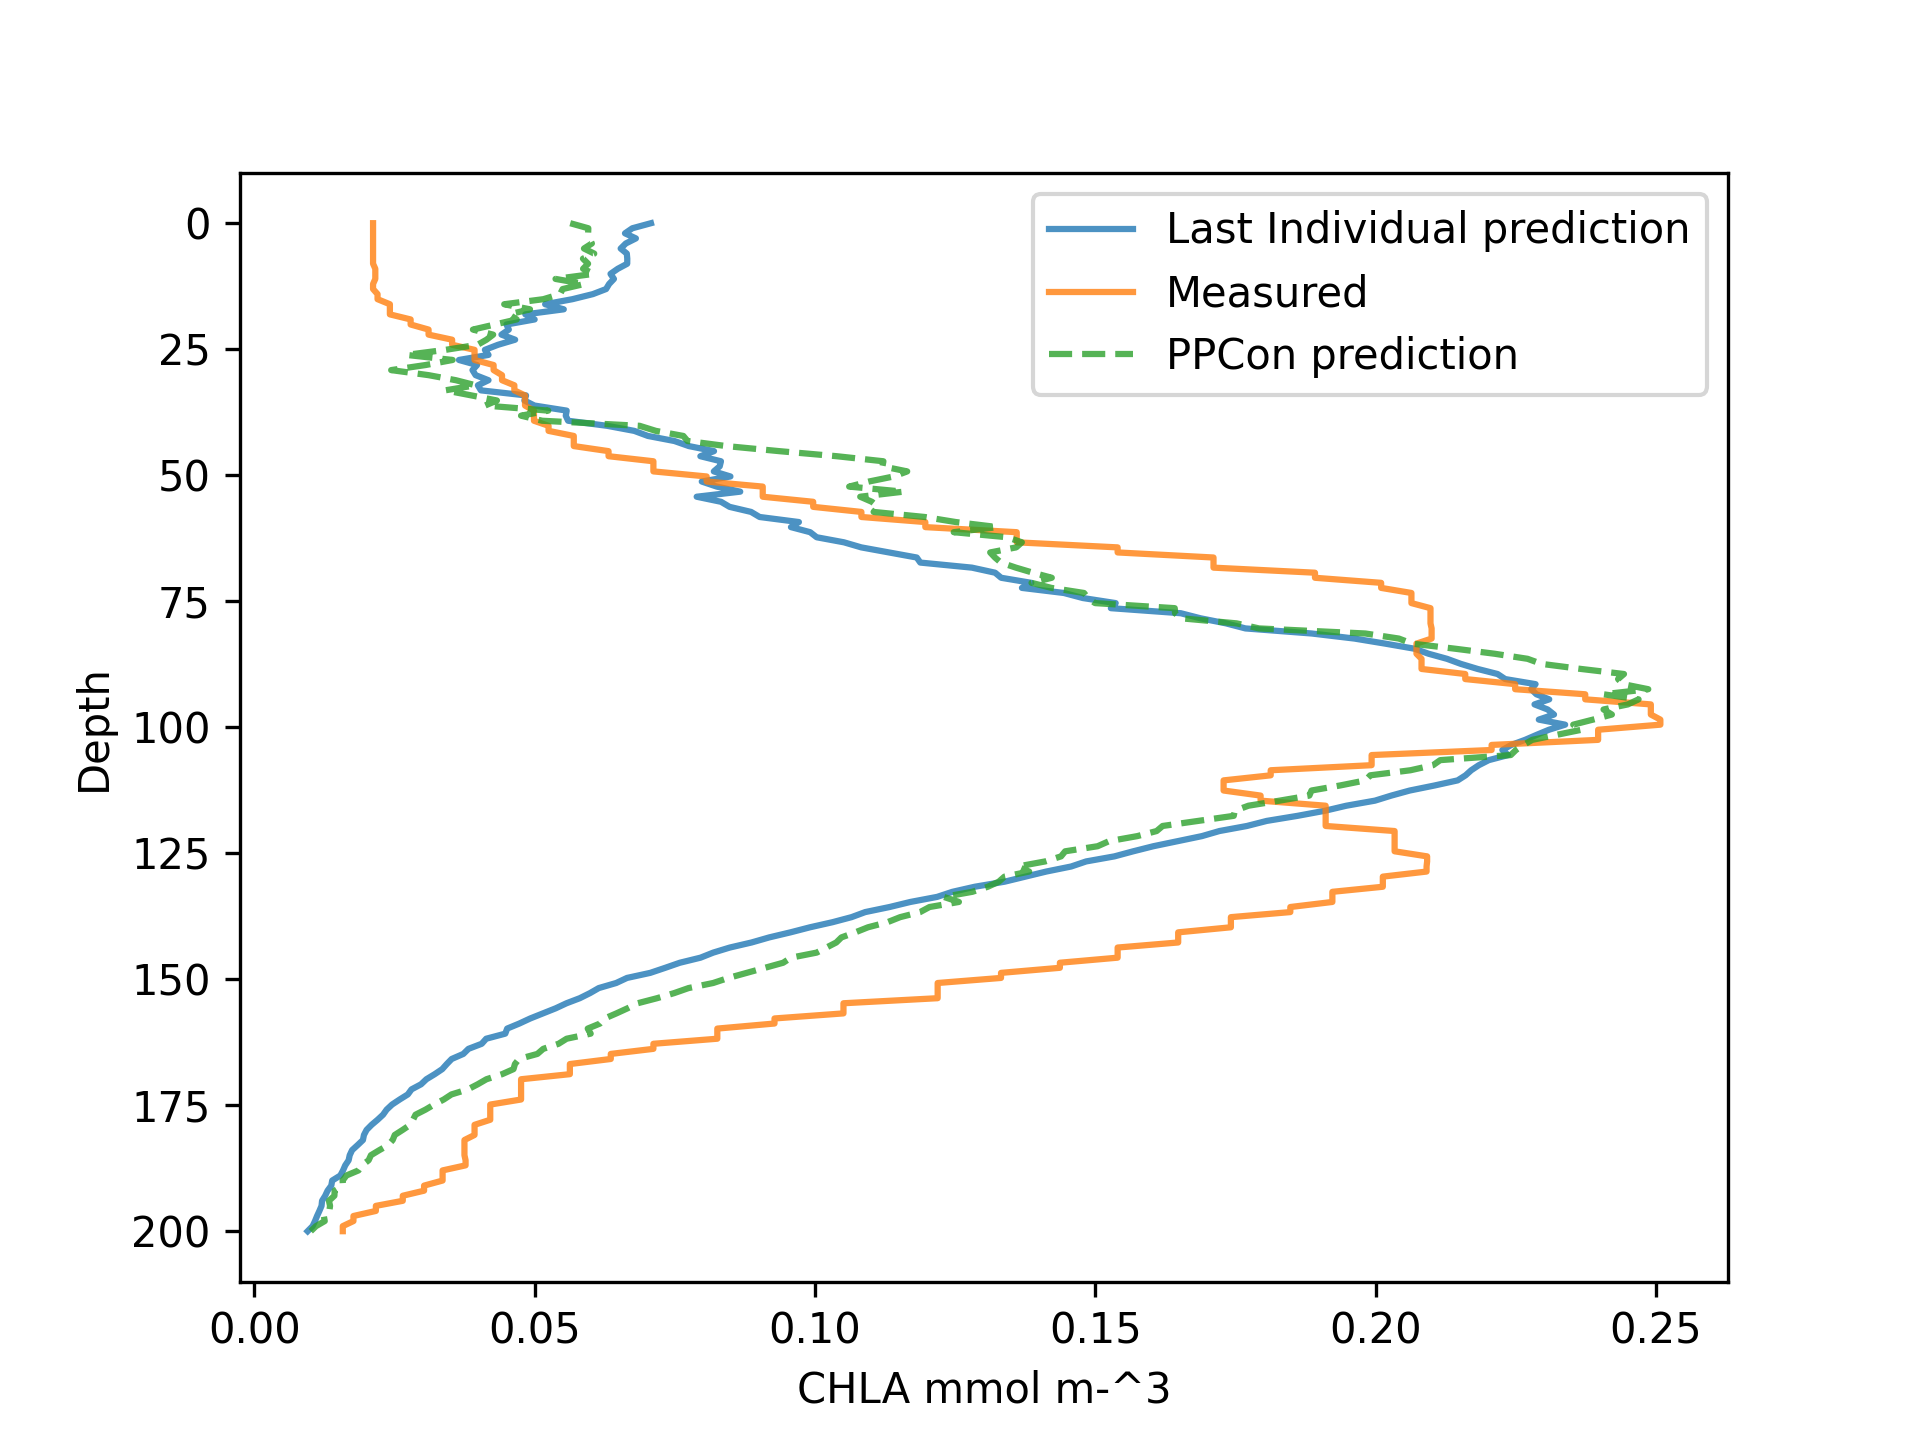 Last Individual prediction
Measured
PPCon prediction
0
25
50
75
100
125
150
175
200
Depth
0.00 0.05 0.10 0.15 0.20 0.25
CHLA mmol m-^3